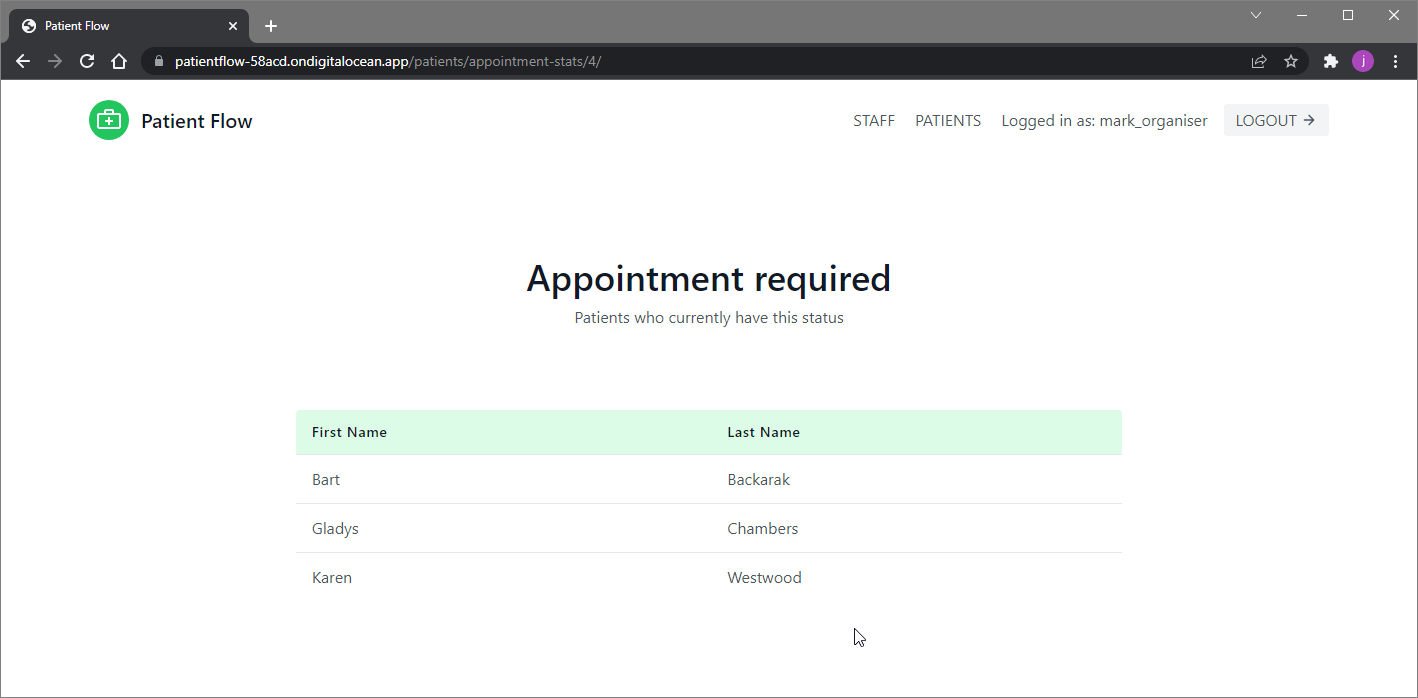 Patient Flow
patientflow-58acd.ondigitalocean.app/patients/appointment-stats/4/
j
Patient Flow
STAFF PATIENTS Logged in as: mark_organiser LOGOUT →
Appointment required
Patients who currently have this status
First Name Last Name
Bart Backarak
Gladys Chambers
Karen Westwood